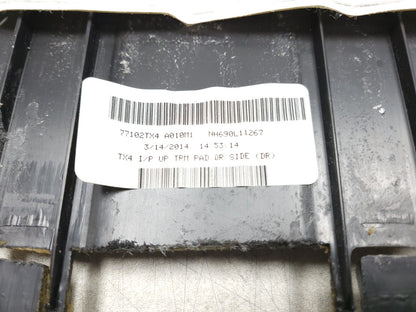 77102TX4 A010M1 NH690L11267
3/14/2014 14 53:14
TX4 I/P UP TRM PAD DR SIDE (DR)